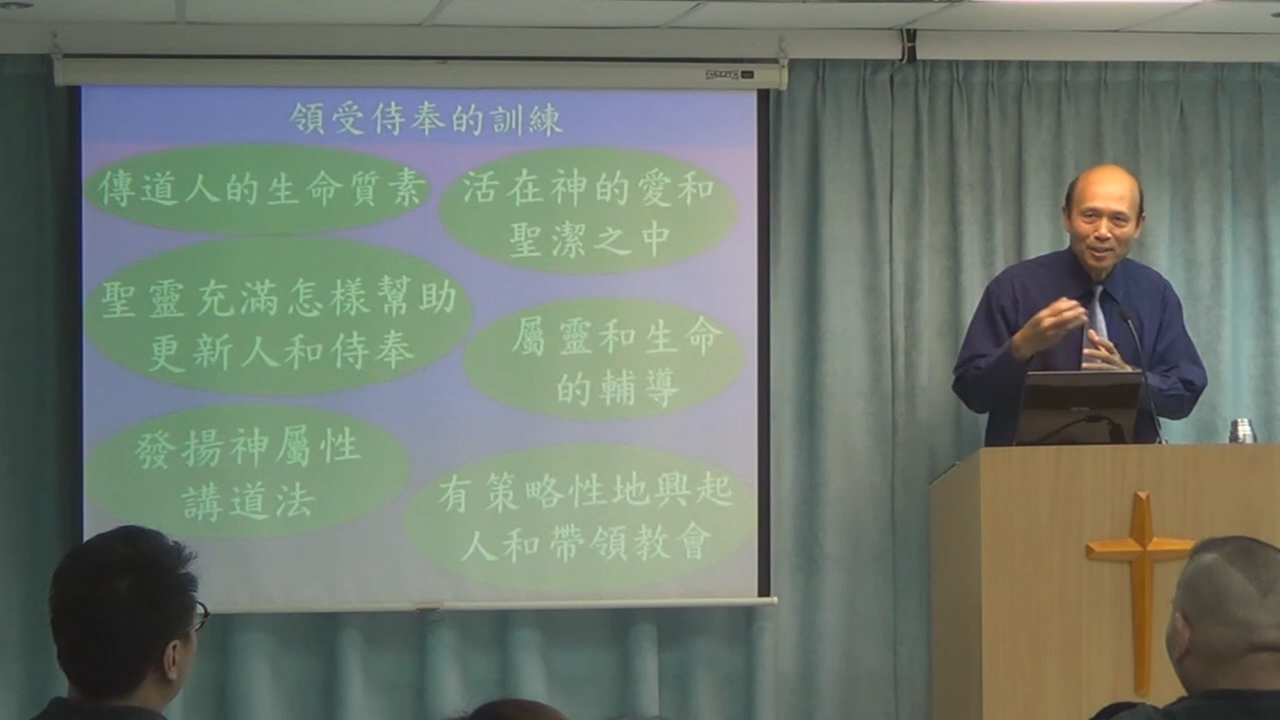 領受侍奉的訓練
傳道人的生命質素
活在神的愛和
聖潔之中
聖靈充滿怎樣幫助
更新人和侍奉
屬靈和生命
的輔導
發揚神屬性
講道法
有策略性地興起
人和帶領教會